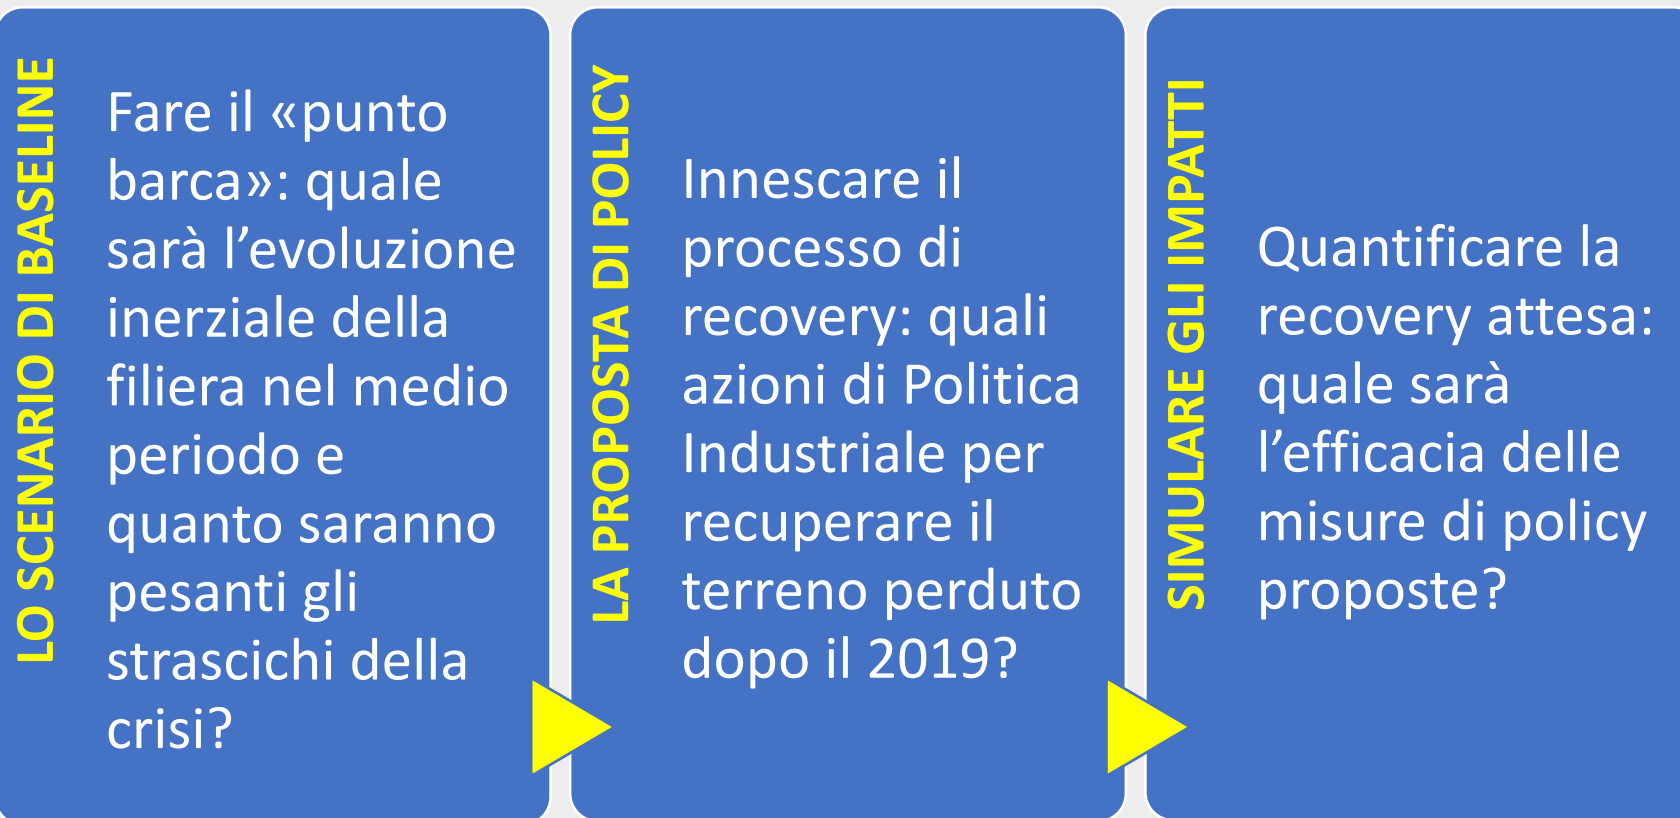 LO SCENARIO DI BASELINE
Fare il «punto
barca»: quale
sarà l’evoluzione
inerziale della
filiera nel medio
periodo e
quanto saranno
pesanti gli
strascichi della
crisi?
LA PROPOSTA DI POLICY
Innescare il
processo di
recovery: quali
azioni di Politica
Industriale per
recuperare il
terreno perduto
dopo il 2019?
SIMULARE GLI IMPATTI
Quantificare la
recovery attesa:
quale sarà
l’efficacia delle
misure di policy
proposte?